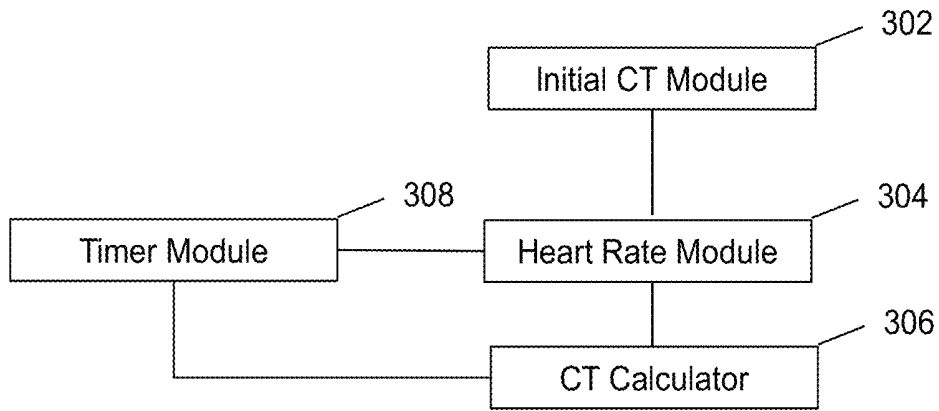 302
Initial CT Module
308
304
Timer Module
Heart Rate Module
306
CT Calculator